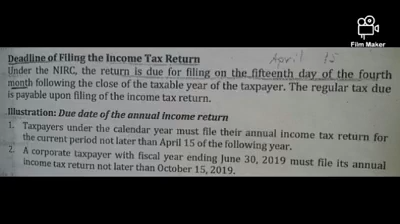 Film Maker
April 15
Deadline of Filing the Income Tax Return
Under the NIRC, the return is due for filing on the fifteenth day of the fourth
month following the close of the taxable year of the taxpayer. The regular tax due
is payable upon filing of the income tax return.
Illustration: Due date of the annual income return
1. Taxpayers under the calendar year must file their annual income tax return for
the current period not later than April 15 of the following year.
2. A corporate taxpayer with fiscal year ending June 30, 2019 must file its annual
income tax return not later than October 15, 2019.